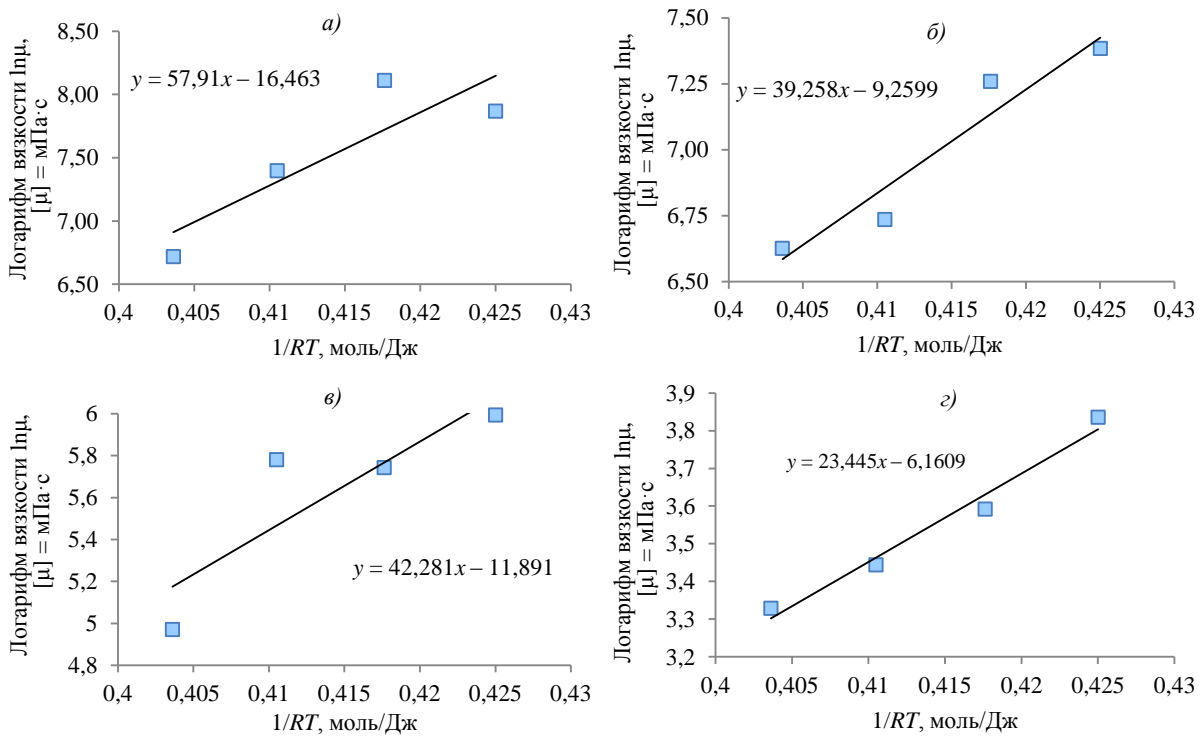 а)
8,50
8,00
7,50
7,00
6,50
0,4 0,405 0,41 0,415 0,42 0,425 0,43
y = 57,91x – 16,463
Логарифм вязкости lnμ,
[μ] = мПа·с
1/RT, моль/Дж
б)
7,50
7,25
7,00
6,75
6,50
0,4 0,405 0,41 0,415 0,42 0,425 0,43
y = 39,258x – 9,2599
Логарифм вязкости lnμ,
[μ] = мПа·с
1/RT, моль/Дж
в)
6
5,8
5,6
5,4
5,2
5
4,8
0,4 0,405 0,41 0,415 0,42 0,425 0,43
y = 42,281x – 11,891
Логарифм вязкости lnμ,
[μ] = мПа·с
1/RT, моль/Дж
г)
3,9
3,8
3,7
3,6
3,5
3,4
3,3
3,2
0,4 0,405 0,41 0,415 0,42 0,425 0,43
y = 23,445x – 6,1609
Логарифм вязкости lnμ,
[μ] = мПа·с
1/RT, моль/Дж